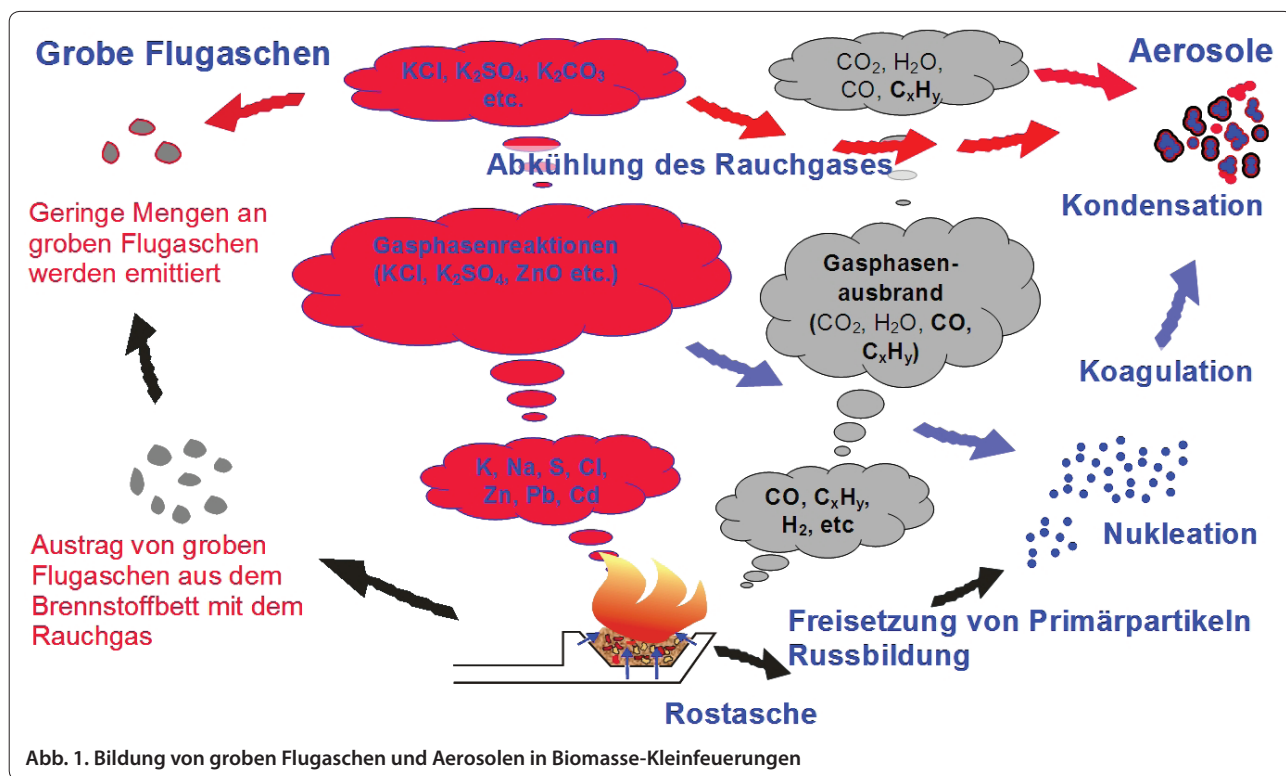 Grobe Flugaschen
KCl, K₂SO₄, K₂CO₃
etc.
CO₂, H₂O,
CO, CₓHᵧ
Aerosole
Abkühlung des Rauchgases
Geringe Mengen an
groben Flugaschen
werden emittiert
Kondensation
Gasphasenreaktionen
(KCl, K₂SO₄, ZnO etc.)
Gasphasen-
ausbrand
(CO₂, H₂O, CO,
CₓHᵧ)
Koagulation
K, Na, S, Cl,
Zn, Pb, Cd
CO, CₓHᵧ,
H₂, etc
Nukleation
Austrag von groben
Flugaschen aus dem
Brennstoffbett mit dem
Rauchgas
Freisetzung von Primärpartikeln
Russbildung
Rostasche
Abb. 1. Bildung von groben Flugaschen und Aerosolen in Biomasse-Kleinfeuerungen